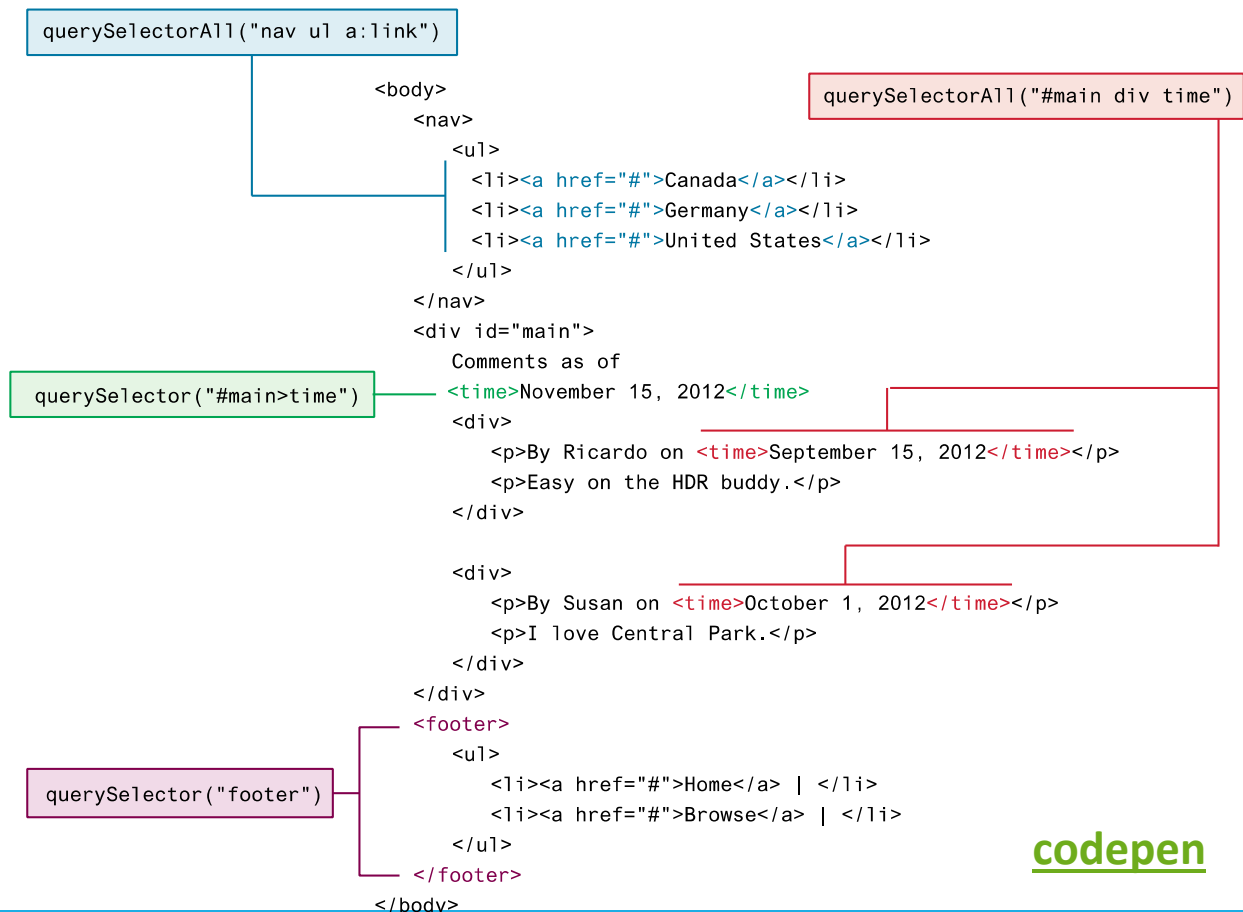 querySelectorAll("nav ul a:link")
querySelectorAll("#main div time")
<body>
<nav>
<ul>
<li><a href="#">Canada</a></li>
<li><a href="#">Germany</a></li>
<li><a href="#">United States</a></li>
</ul>
</nav>
<div id="main">
Comments as of
querySelector("#main>time")
<time>November 15, 2012</time>
<div>
<p>By Ricardo on <time>September 15, 2012</time></p>
<p>Easy on the HDR buddy.</p>
</div>
<div>
<p>By Susan on <time>October 1, 2012</time></p>
<p>I love Central Park.</p>
</div>
</div>
<footer>
<ul>
querySelector("footer")
<li><a href="#">Home</a> | </li>
<li><a href="#">Browse</a> | </li>
</ul>
</footer>
</body>
codepen